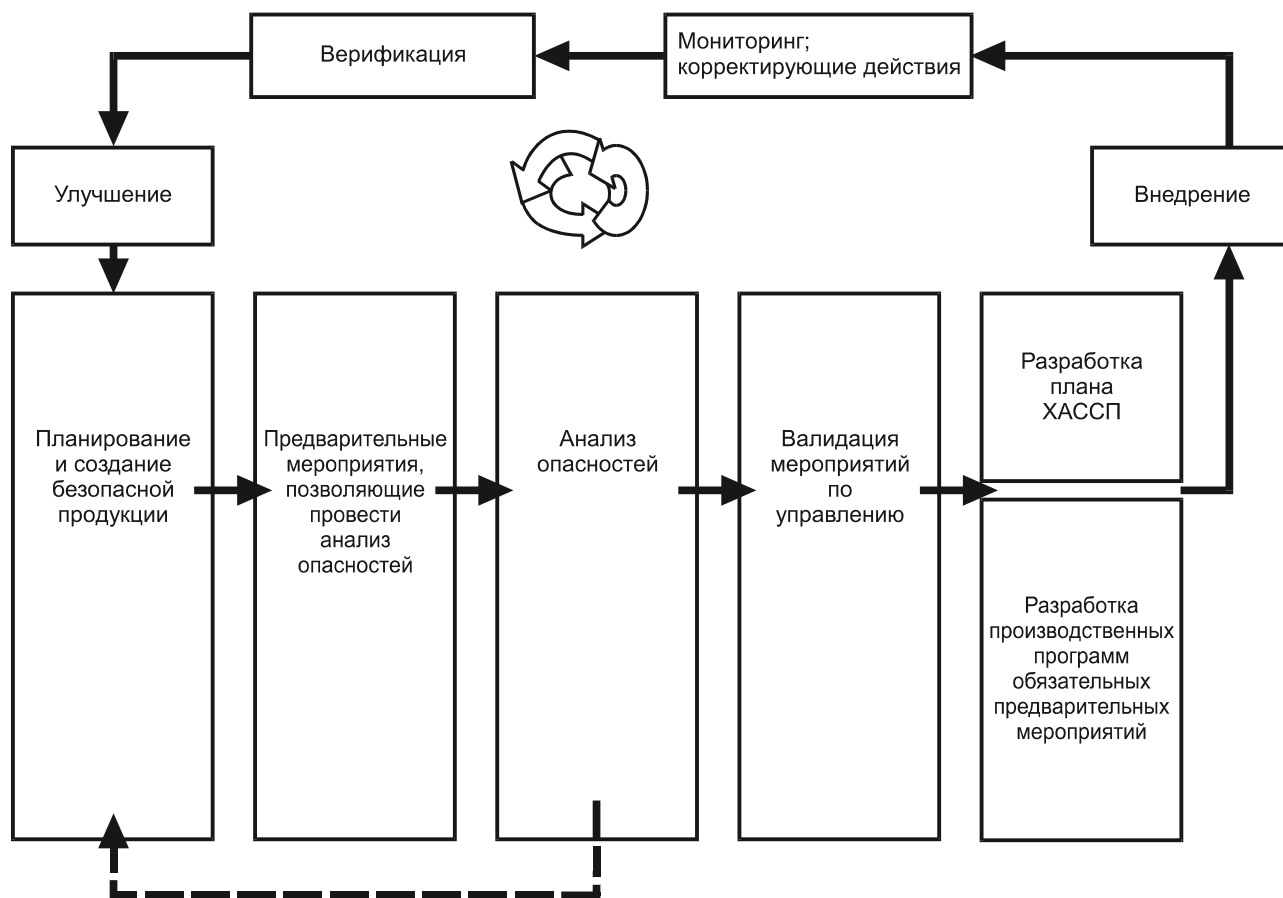 Верификация
Мониторинг;
корректирующие действия
Улучшение
Внедрение
Планирование
и создание
безопасной
продукции
Предварительные
мероприятия,
позволяющие
провести
анализ
опасностей
Анализ
опасностей
Валидация
мероприятий
по
управлению
Разработка
плана
ХАССП
Разработка
производственных
программ
обязательных
предварительных
мероприятий